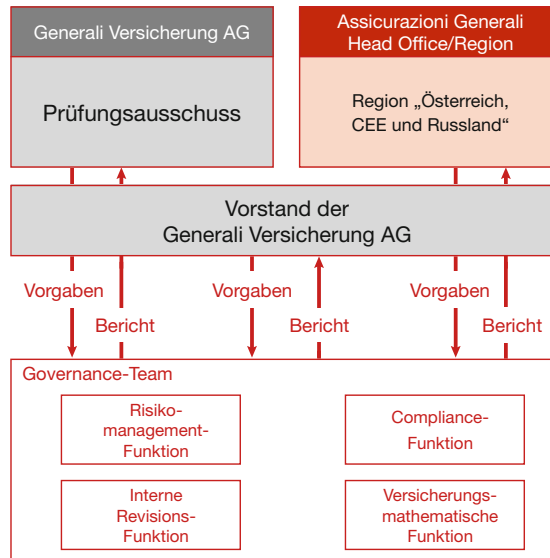 Generali Versicherung AG
Prüfungsausschuss
Assicurazioni Generali
Head Office/Region
Region „Österreich,
CEE und Russland“
Vorstand der
Generali Versicherung AG
Vorgaben
Bericht
Vorgaben
Bericht
Vorgaben
Bericht
Governance-Team
Risiko-
management-
Funktion
Compliance-
Funktion
Interne
Revisions-
Funktion
Versicherungs-
mathematische
Funktion